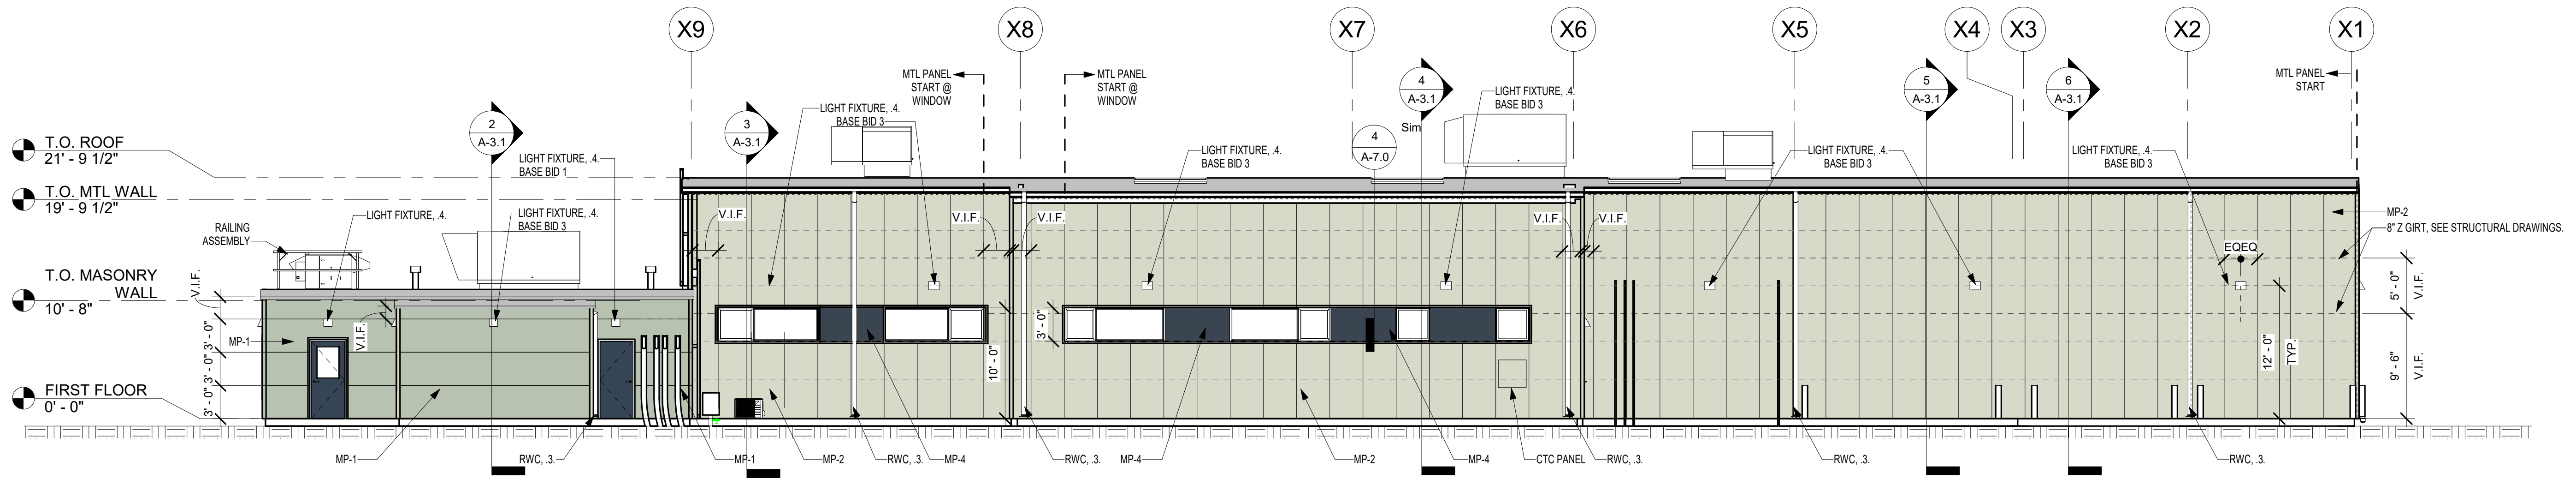 X9
X8
X7
X6
X5
X4
X3
X2
X1
MTL PANEL
START @
WINDOW
MTL PANEL
START @
WINDOW
MTL PANEL
START
2
A-3.1
3
A-3.1
4
A-3.1
Sim
4
A-7.0
5
A-3.1
6
A-3.1
LIGHT FIXTURE, .4.
BASE BID 3
LIGHT FIXTURE, .4.
BASE BID 3
LIGHT FIXTURE, .4.
BASE BID 3
LIGHT FIXTURE, .4.
BASE BID 3
LIGHT FIXTURE, .4.
BASE BID 3
LIGHT FIXTURE, .4.
BASE BID 1
LIGHT FIXTURE, .4.
LIGHT FIXTURE, .4.
BASE BID 3
T.O. ROOF
21' - 9 1/2"
T.O. MTL WALL
19' - 9 1/2"
T.O. MASONRY
WALL
10' - 8"
FIRST FLOOR
0' - 0"
RAILING
ASSEMBLY
V.I.F.
3' - 0"
3' - 0"
3' - 0"
MP-1
V.I.F.
V.I.F.
V.I.F.
V.I.F.
V.I.F.
V.I.F.
10' - 0"
3' - 0"
MP-2
8" Z GIRT, SEE STRUCTURAL DRAWINGS.
EQ
EQ
5' - 0"
V.I.F.
12' - 0"
TYP.
9' - 6"
V.I.F.
MP-1
RWC, .3.
MP-1
MP-2
RWC, .3.
MP-4
RWC, .3.
MP-4
MP-2
MP-4
CTC PANEL
RWC, .3.
RWC, .3.
RWC, .3.